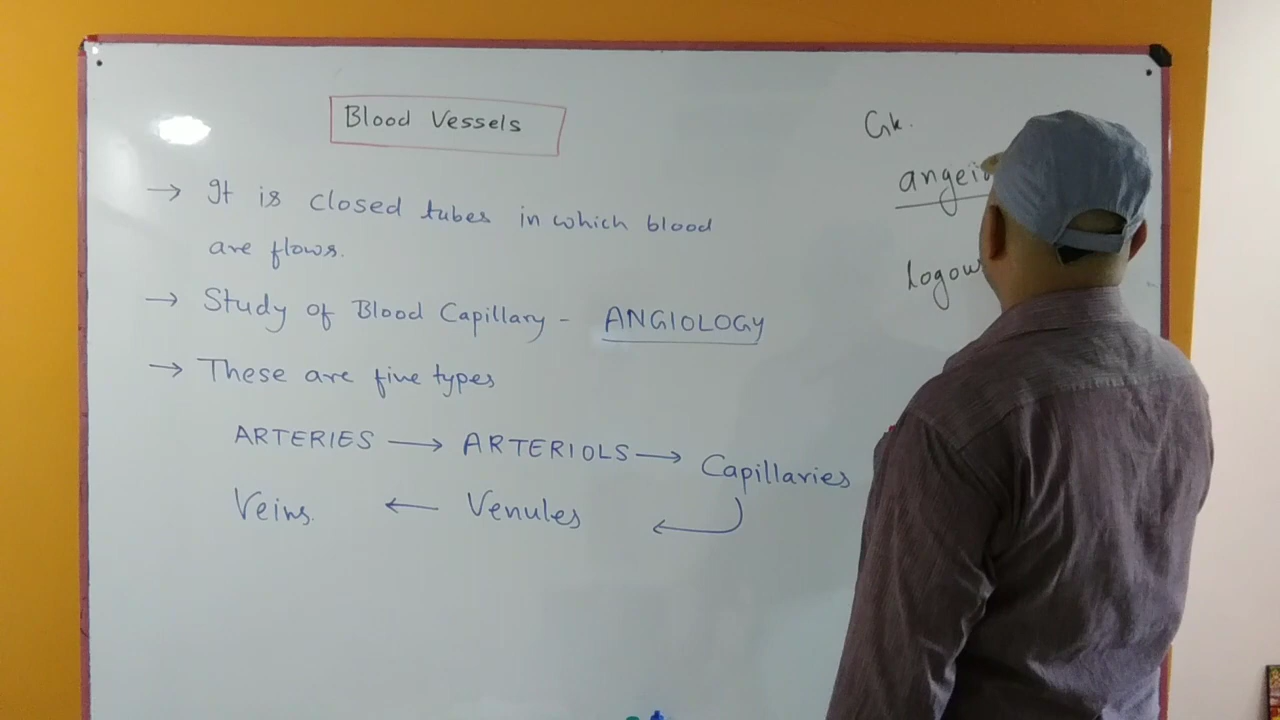 Blood Vessels
→ It is closed tubes in which blood
are flows.
→ Study of Blood Capillary - ANGIOLOGY
→ These are five types
ARTERIES → ARTERIOLS → Capillaries
Veins. ← Venules ←
Gk.